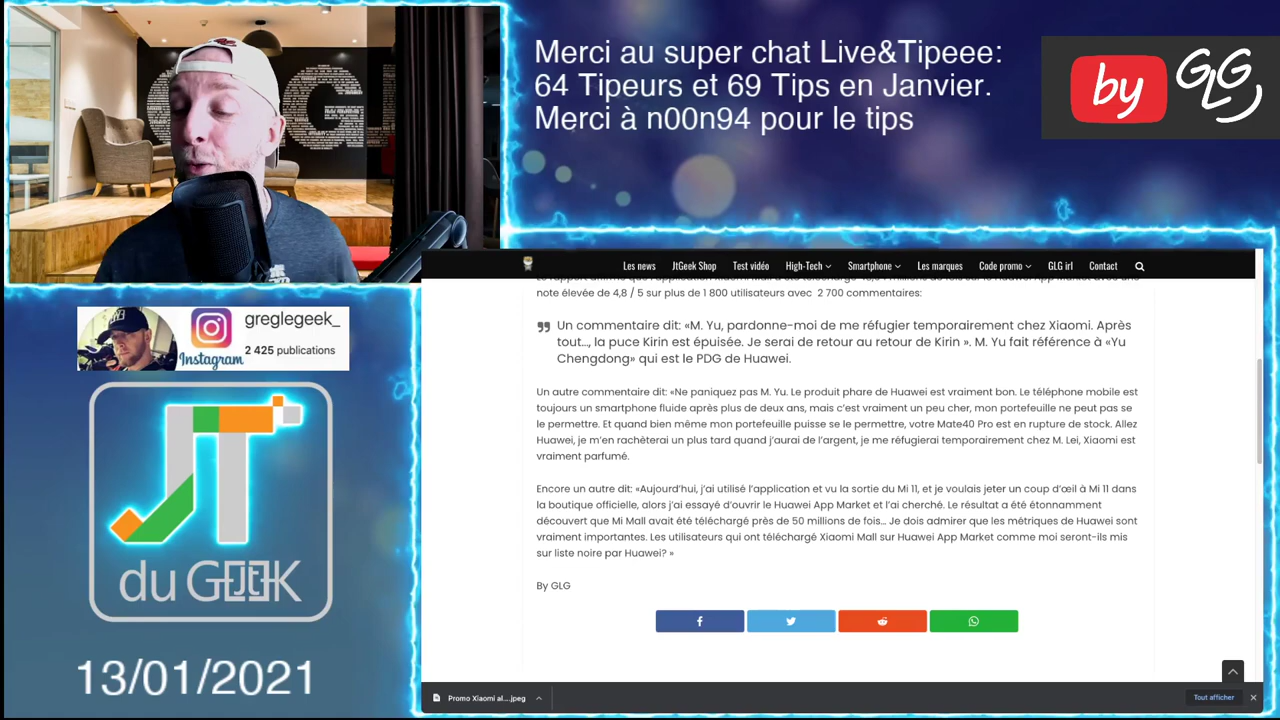 Merci au super chat Live&Tipeee:
64 Tipeurs et 69 Tips en Janvier.
Merci à n00n94 pour le tips
by GLG
Les news JtGeek Shop Test vidéo High-Tech Smartphone Les marques Code promo GLG irl Contact
note élevée de 4,8 / 5 sur plus de 1 800 utilisateurs avec 2 700 commentaires:
Un commentaire dit: «M. Yu, pardonne-moi de me réfugier temporairement chez Xiaomi. Après
tout…, la puce Kirin est épuisée. Je serai de retour au retour de Kirin ». M. Yu fait référence à «Yu
Chengdong» qui est le PDG de Huawei.
Un autre commentaire dit: «Ne paniquez pas M. Yu. Le produit phare de Huawei est vraiment bon. Le téléphone mobile est
toujours un smartphone fluide après plus de deux ans, mais c'est vraiment un peu cher, mon portefeuille ne peut pas se
le permettre. Et quand bien même mon portefeuille puisse se le permettre, votre Mate40 Pro est en rupture de stock. Allez
Huawei, je m'en rachèterai un plus tard quand j'aurai de l'argent, je me réfugierai temporairement chez M. Lei, Xiaomi est
vraiment parfumé.
Encore un autre dit: «Aujourd'hui, j'ai utilisé l'application et vu la sortie du Mi 11, et je voulais jeter un coup d'œil à Mi 11 dans
la boutique officielle, alors j'ai essayé d'ouvrir le Huawei App Market et l'ai cherché. Le résultat a été étonnamment
découvert que Mi Mall avait été téléchargé près de 50 millions de fois… Je dois admirer que les métriques de Huawei sont
vraiment importantes. Les utilisateurs qui ont téléchargé Xiaomi Mall sur Huawei App Market comme moi seront-ils mis
sur liste noire par Huawei? »
By GLG
greglegeek_
2 425 publications
Instagram
JT
du GEEK
13/01/2021
Promo Xiaomi al....jpeg
Tout afficher